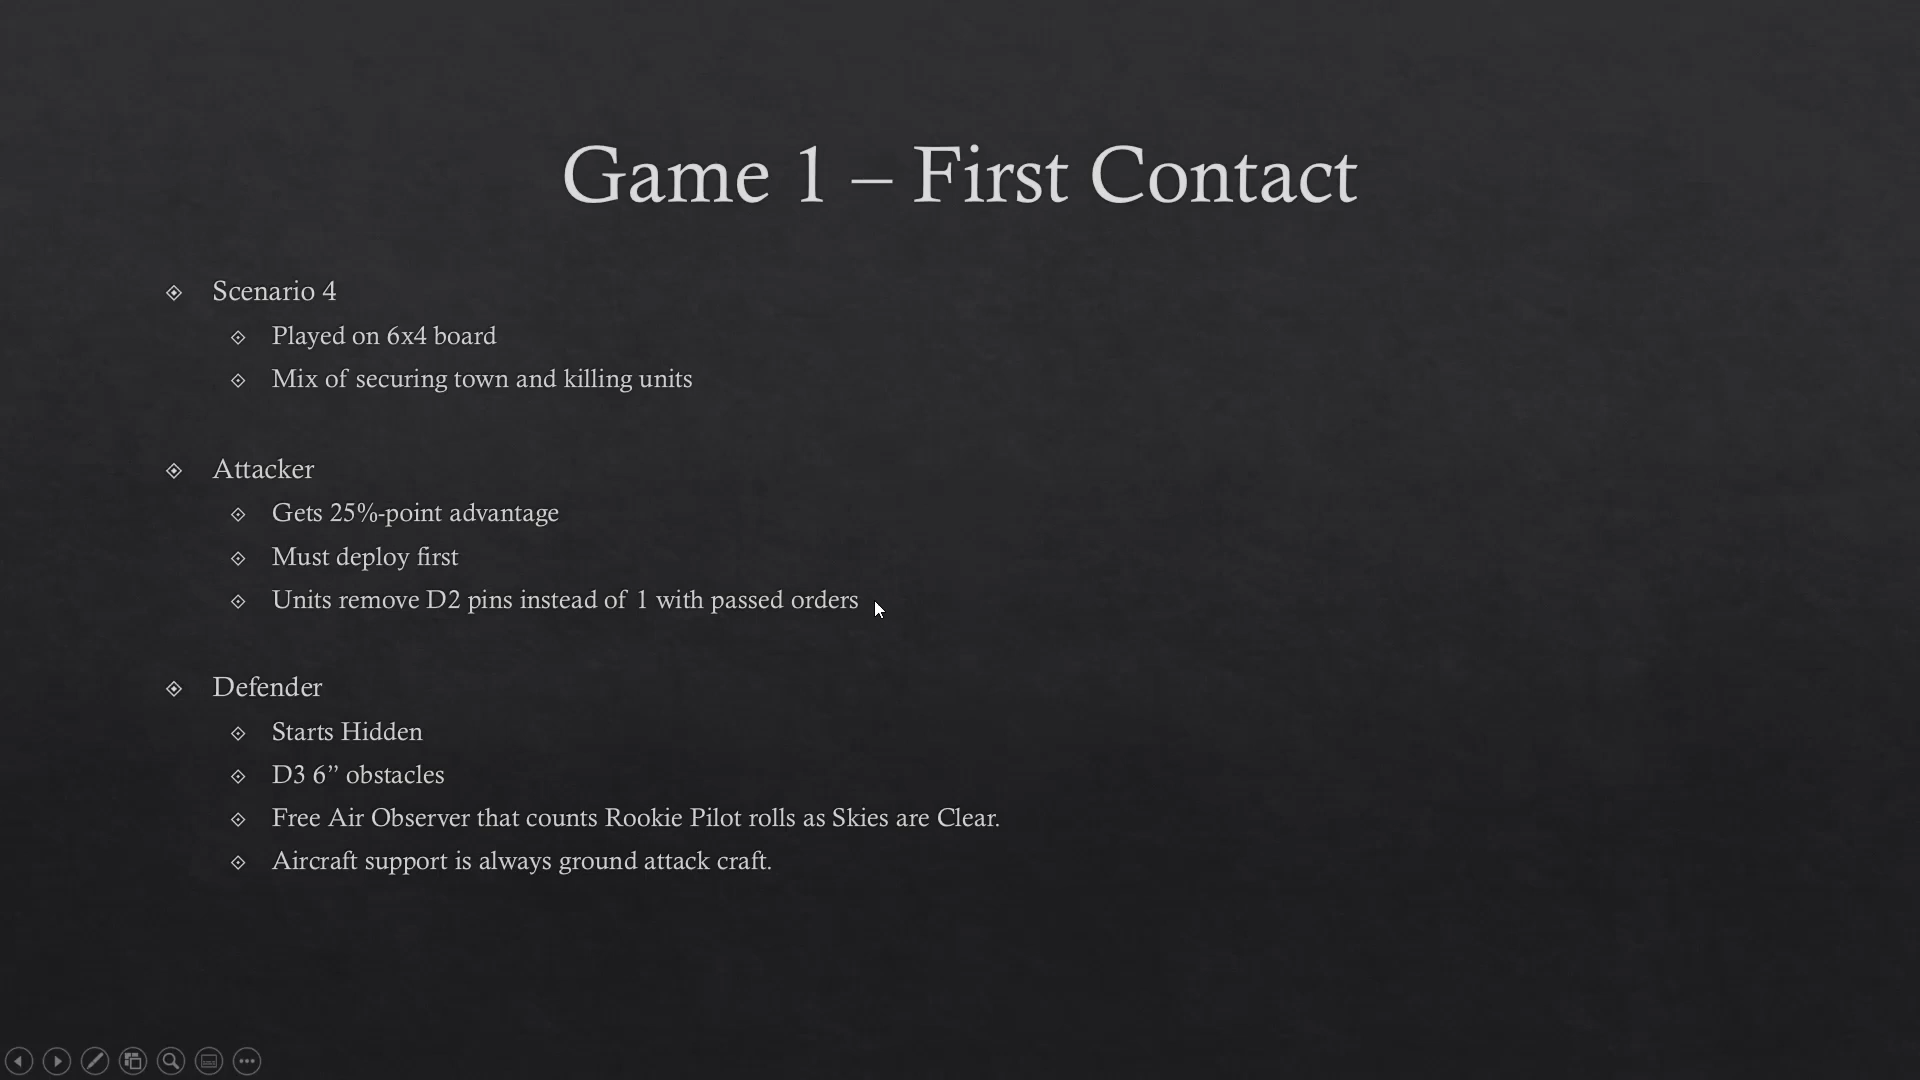 Game 1 – First Contact
Scenario 4
Played on 6x4 board
Mix of securing town and killing units
Attacker
Gets 25%-point advantage
Must deploy first
Units remove D2 pins instead of 1 with passed orders
Defender
Starts Hidden
D3 6” obstacles
Free Air Observer that counts Rookie Pilot rolls as Skies are Clear.
Aircraft support is always ground attack craft.